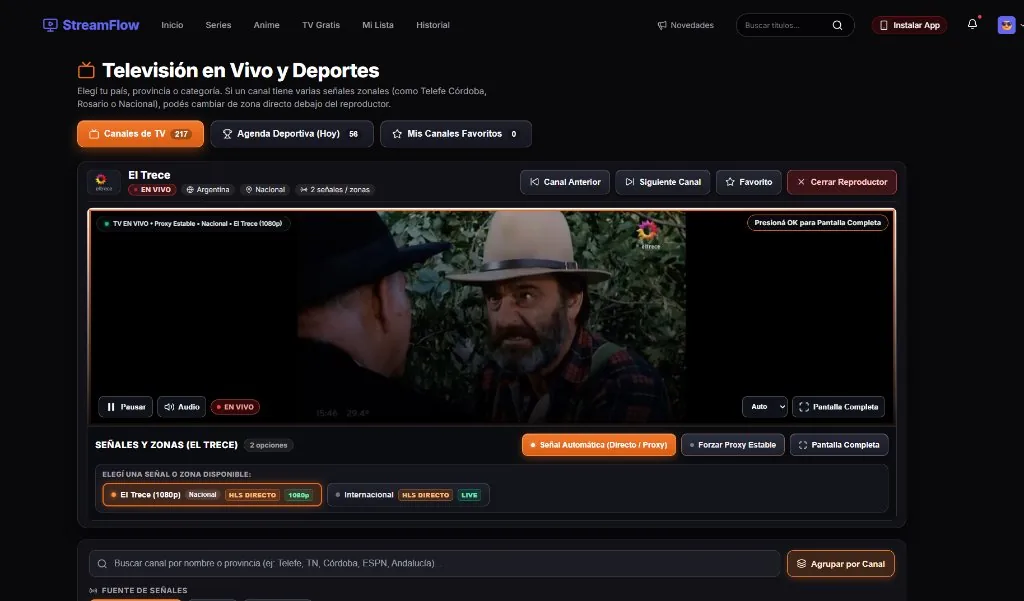 StreamFlow
Inicio
Series
Anime
TV Gratis
Mi Lista
Historial
Novedades
Buscar títulos...
Instalar App
Televisión en Vivo y Deportes
Elegí tu país, provincia o categoría. Si un canal tiene varias señales zonales (como Telefe Córdoba,
Rosario o Nacional), podés cambiar de zona directo debajo del reproductor.
Canales de TV 217
Agenda Deportiva (Hoy) 56
Mis Canales Favoritos 0
eltrece
El Trece
EN VIVO
Argentina
Nacional
2 señales / zonas
Canal Anterior
Siguiente Canal
Favorito
Cerrar Reproductor
TV EN VIVO • Proxy Estable • Nacional • El Trece (1080p)
eltrece
Presioná OK para Pantalla Completa
Pausar
Audio
EN VIVO
15:46 29.4º
Auto
Pantalla Completa
SEÑALES Y ZONAS (EL TRECE)
2 opciones
Señal Automática (Directo / Proxy)
Forzar Proxy Estable
Pantalla Completa
ELEGÍ UNA SEÑAL O ZONA DISPONIBLE:
El Trece (1080p) Nacional HLS DIRECTO 1080p
Internacional HLS DIRECTO LIVE
Buscar canal por nombre o provincia (ej: Telefe, TN, Córdoba, ESPN, Andalucía)...
Agrupar por Canal
FUENTE DE SEÑALES